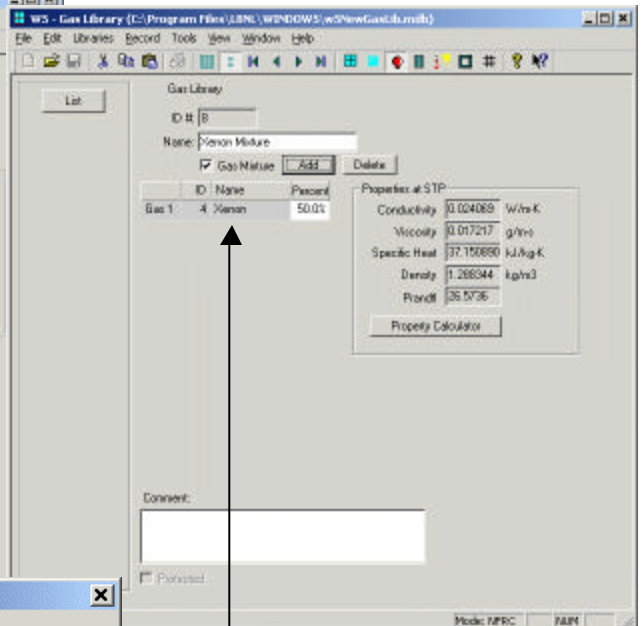 W5 - Gas Library (C:\Program Files\LBNL\WINDOWS\w5NewGasLib.mdb)
File Edit Libraries Record Tools View Window Help
List
Gas Library
ID #: 8
Name: Xenon Mixture
Gas Mixture Add Delete
ID Name Percent
Gas 1 4 Xenon 50.0%
Properties at STP
Conductivity 0.024069 W/m-K
Viscosity 0.017217 g/m-s
Specific Heat 37.150890 kJ/kg-K
Density 1.288344 kg/m3
Prandtl 26.5736
Property Calculator
Comment:
Protected
Mode: NFRC NUM